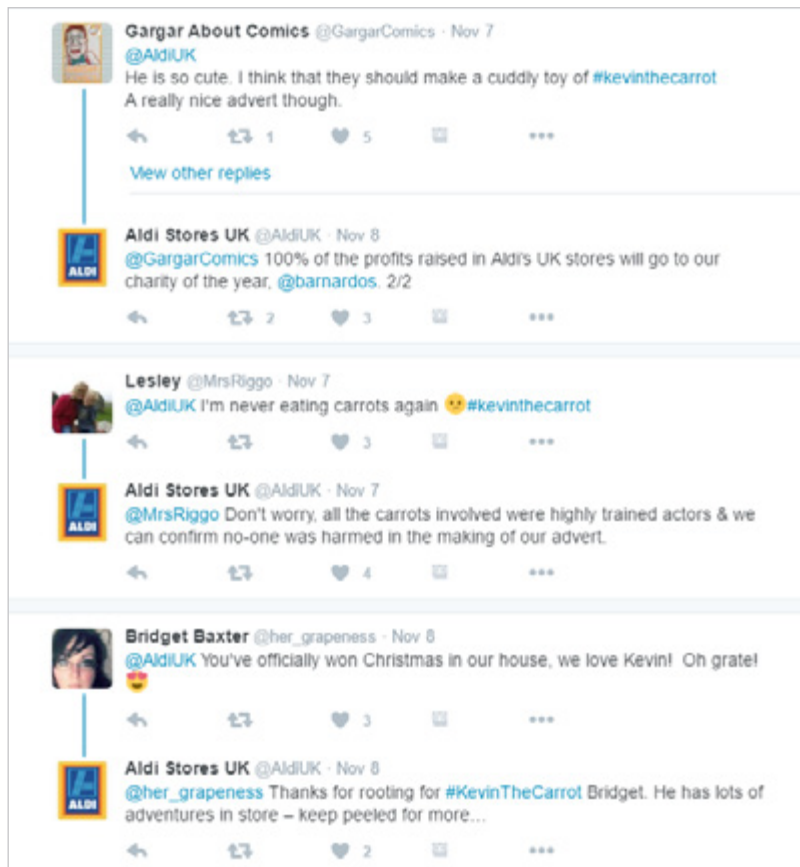 Gargar About Comics @GargarComics · Nov 7
@AldiUK
He is so cute. I think that they should make a cuddly toy of #kevinthecarrot
A really nice advert though.
1 5
View other replies
ALDI
Aldi Stores UK @AldiUK · Nov 8
@GargarComics 100% of the profits raised in Aldi's UK stores will go to our
charity of the year, @barnardos. 2/2
2 3
Lesley @MrsRiggo · Nov 7
@AldiUK I'm never eating carrots again 😕#kevinthecarrot
3
ALDI
Aldi Stores UK @AldiUK · Nov 7
@MrsRiggo Don't worry, all the carrots involved were highly trained actors & we
can confirm no-one was harmed in the making of our advert.
4
Bridget Baxter @her_grapeness · Nov 8
@AldiUK You've officially won Christmas in our house, we love Kevin! Oh grate!
😍
3
ALDI
Aldi Stores UK @AldiUK · Nov 8
@her_grapeness Thanks for rooting for #KevinTheCarrot Bridget. He has lots of
adventures in store – keep peeled for more...
2